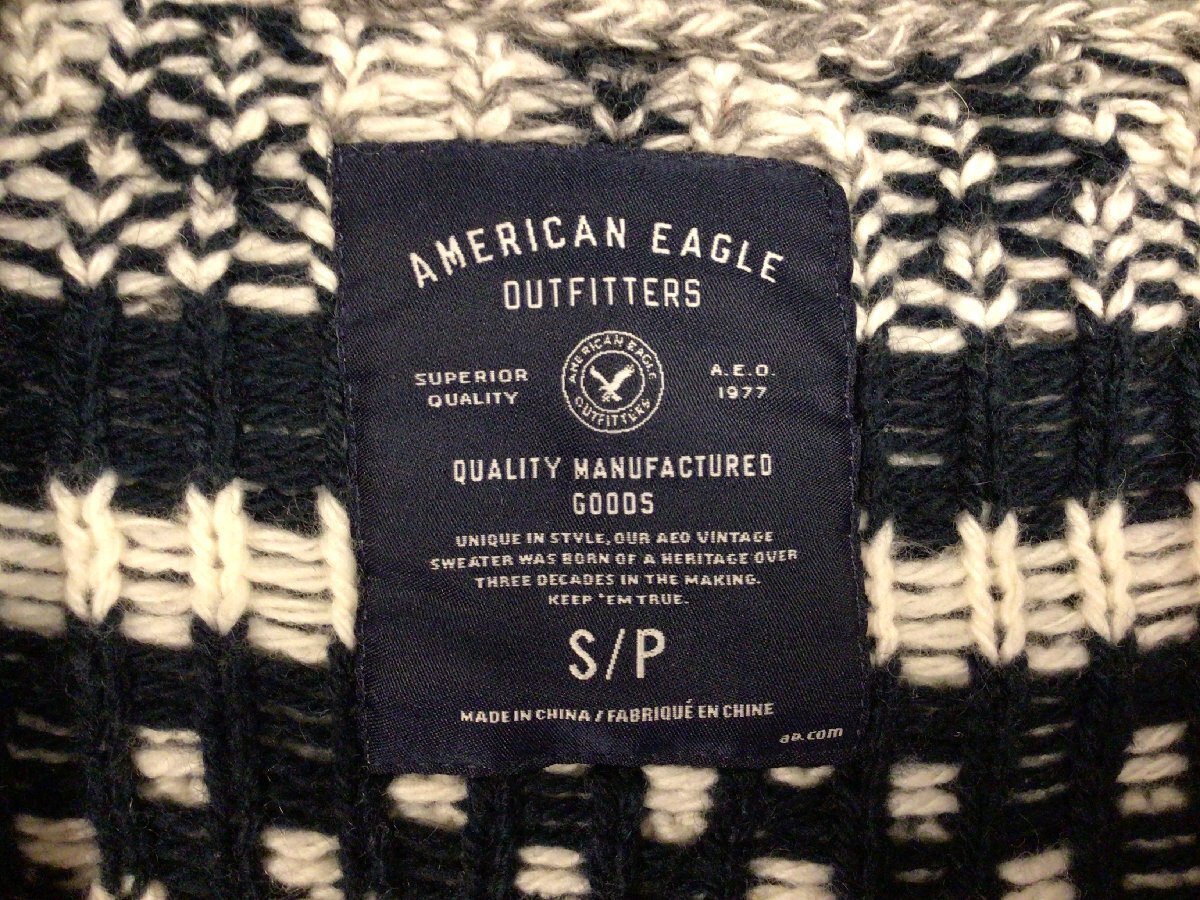 AMERICAN EAGLE
OUTFITTERS
SUPERIOR
QUALITY
AMERICAN EAGLE
OUTFITTERS
A.E.O.
1977
QUALITY MANUFACTURED
GOODS
UNIQUE IN STYLE, OUR AEO VINTAGE
SWEATER WAS BORN OF A HERITAGE OVER
THREE DECADES IN THE MAKING.
KEEP 'EM TRUE.
S/P
MADE IN CHINA / FABRIQUÉ EN CHINE
ae.com